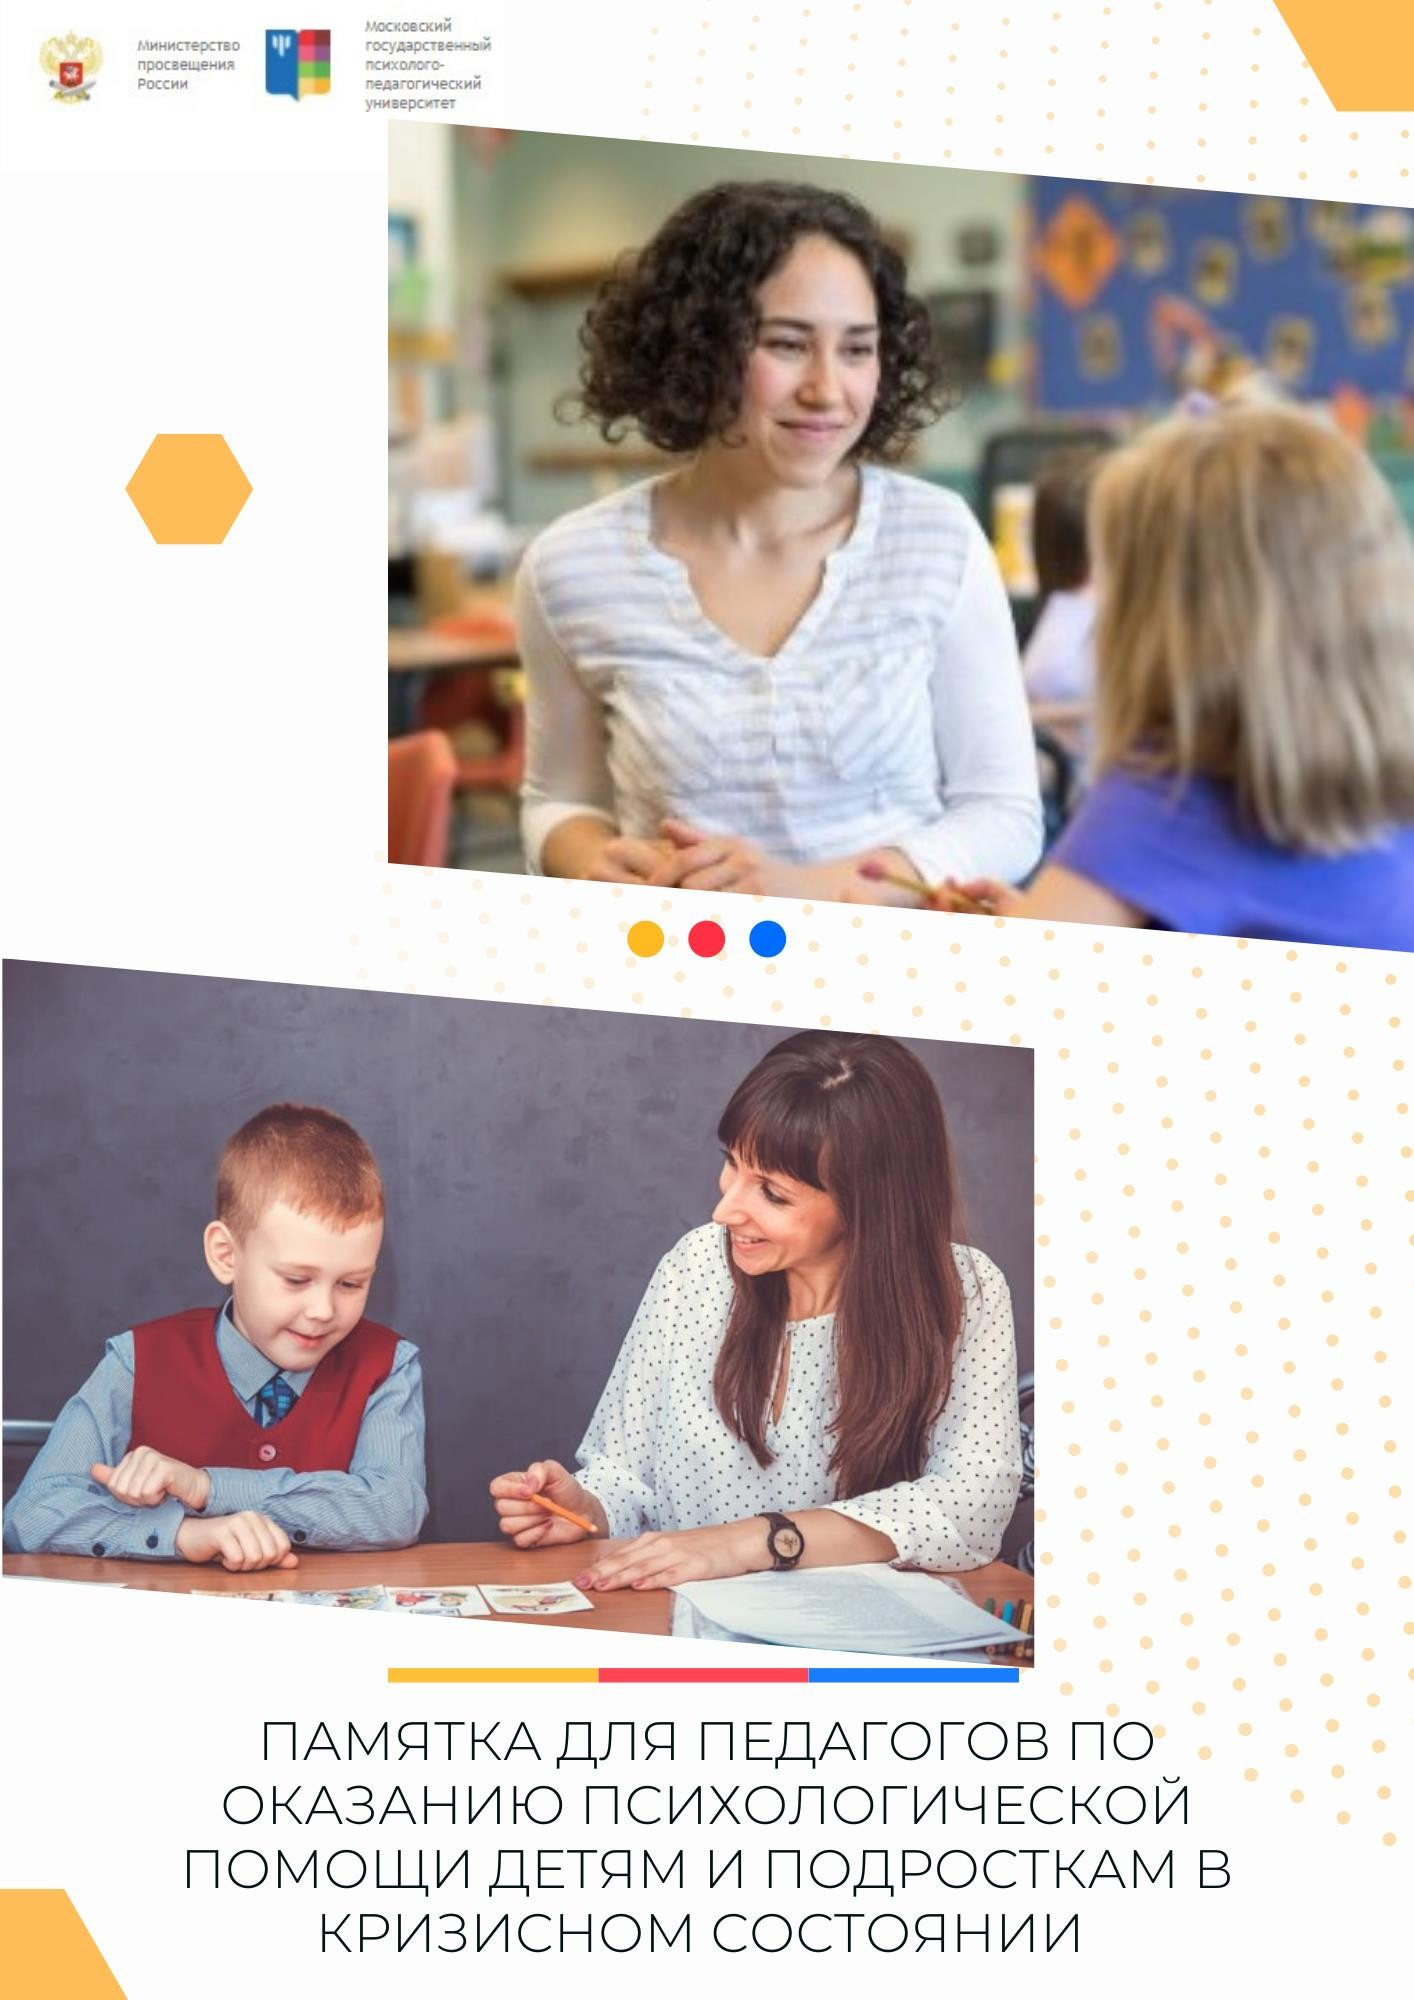 Министерство
просвещения
России
Московский
государственный
психолого-
педагогический
университет
ПАМЯТКА ДЛЯ ПЕДАГОГОВ ПО
ОКАЗАНИЮ ПСИХОЛОГИЧЕСКОЙ
ПОМОЩИ ДЕТЯМ И ПОДРОСТКАМ В
КРИЗИСНОМ СОСТОЯНИИ